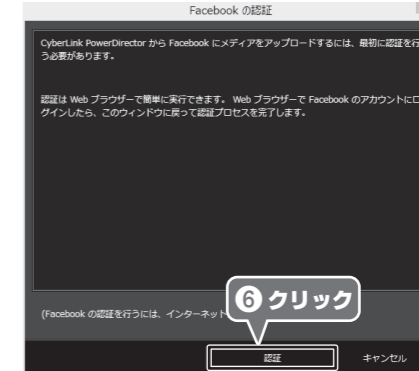 Facebook の認証
CyberLink PowerDirector から Facebook にメディアをアップロードするには、最初に認証を行
う必要があります。
認証は Web ブラウザーで簡単に実行できます。 Web ブラウザーで Facebook のアカウントにロ
グインしたら、このウィンドウに戻って認証プロセスを完了します。
❻ クリック
(Facebook の認証を行うには、インターネット
認証
キャンセル